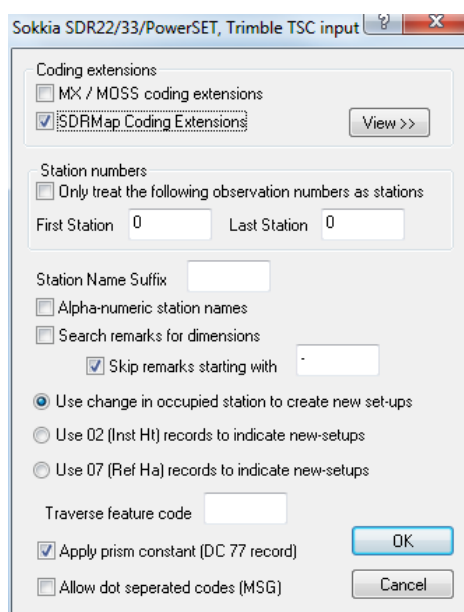 Sokkia SDR22/33/PowerSET, Trimble TSC input
Coding extensions
MX / MOSS coding extensions
SDRMap Coding Extensions
View >>
Station numbers
Only treat the following observation numbers as stations
First Station 0 Last Station 0
Station Name Suffix
Alpha-numeric station names
Search remarks for dimensions
Skip remarks starting with -
Use change in occupied station to create new set-ups
Use 02 (Inst Ht) records to indicate new-setups
Use 07 (Ref Ha) records to indicate new-setups
Traverse feature code
Apply prism constant (DC 77 record)
OK
Allow dot seperated codes (MSG)
Cancel